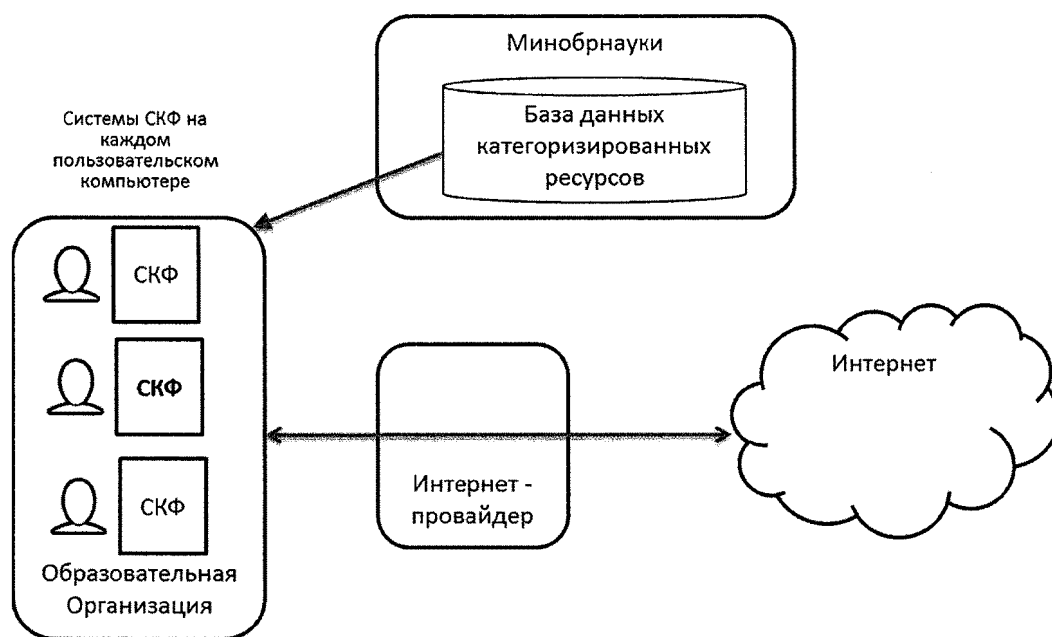 Минобрнауки
База данных
категоризированных
ресурсов
Системы СКФ на
каждом
пользовательском
компьютере
СКФ
СКФ
СКФ
Образовательная
Организация
Интернет -
провайдер
Интернет